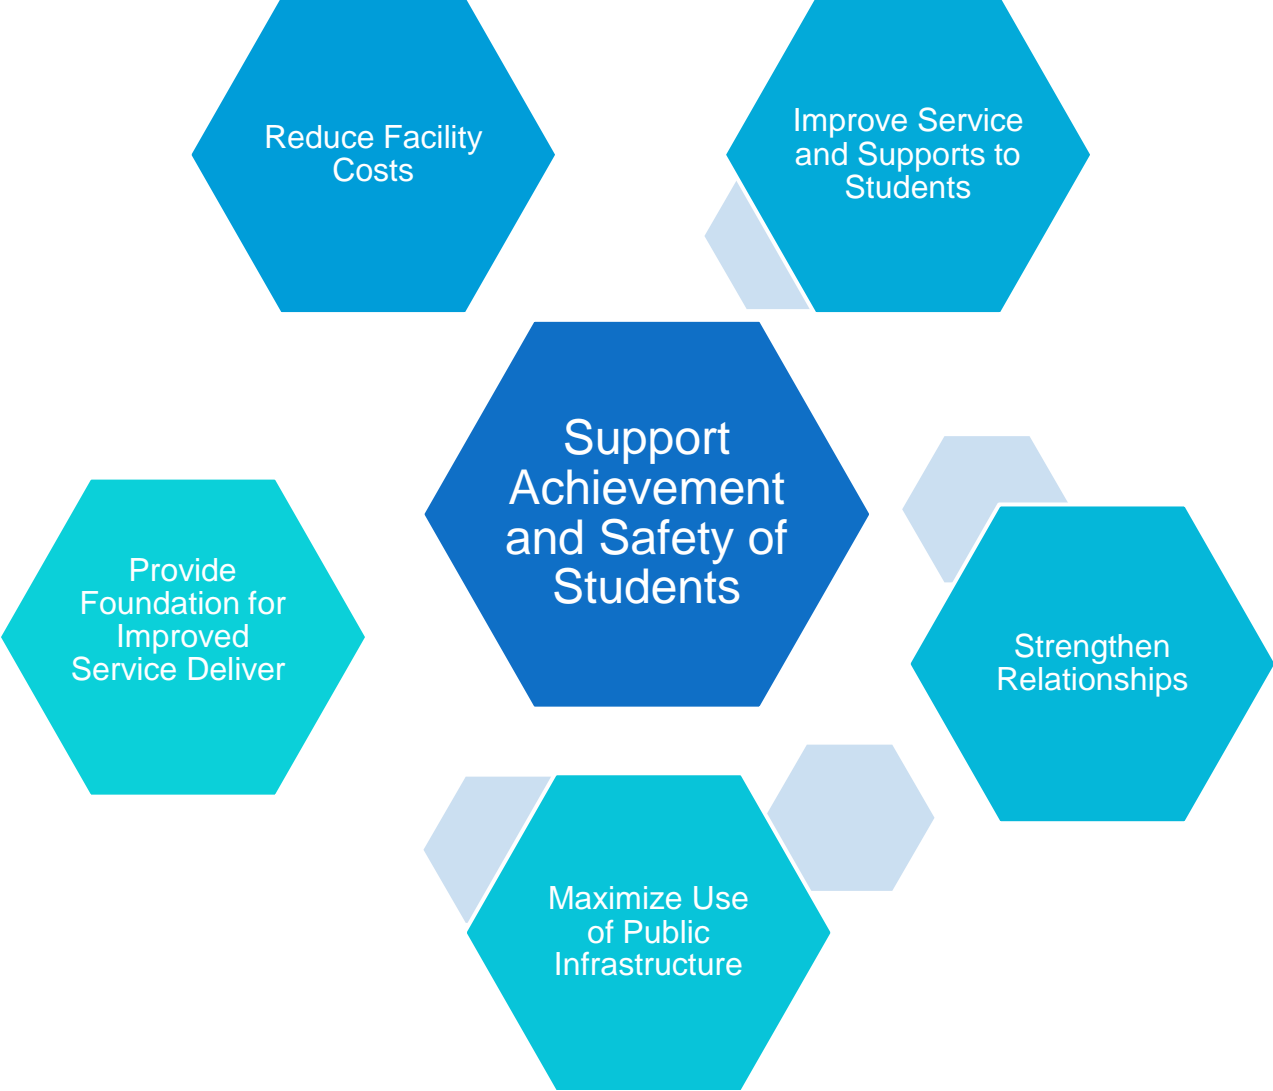 Reduce Facility
Costs
Improve Service
and Supports to
Students
Support
Achievement
and Safety of
Students
Provide
Foundation for
Improved
Service Deliver
Strengthen
Relationships
Maximize Use
of Public
Infrastructure